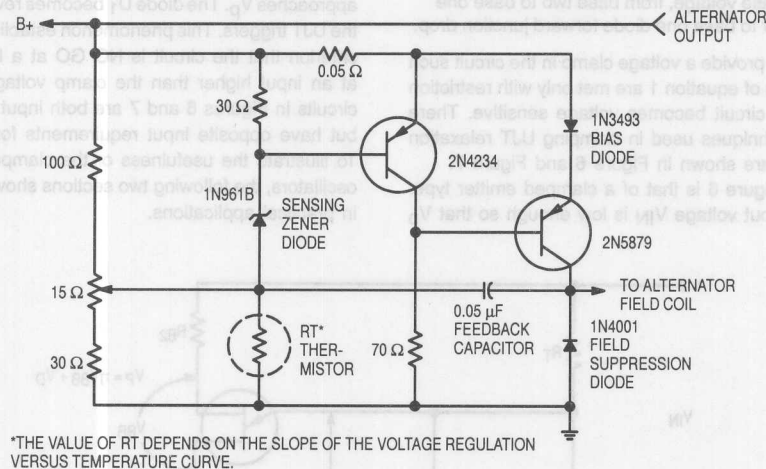 B+
ALTERNATOR
OUTPUT
0.05 Ω
30 Ω
1N3493
BIAS
DIODE
2N4234
100 Ω
1N961B
SENSING
ZENER
DIODE
2N5879
TO ALTERNATOR
FIELD COIL
15 Ω
0.05 µF
FEEDBACK
CAPACITOR
RT*
THER-
MISTOR
70 Ω
1N4001
FIELD
SUPPRESSION
DIODE
30 Ω
*THE VALUE OF RT DEPENDS ON THE SLOPE OF THE VOLTAGE REGULATION
VERSUS TEMPERATURE CURVE.